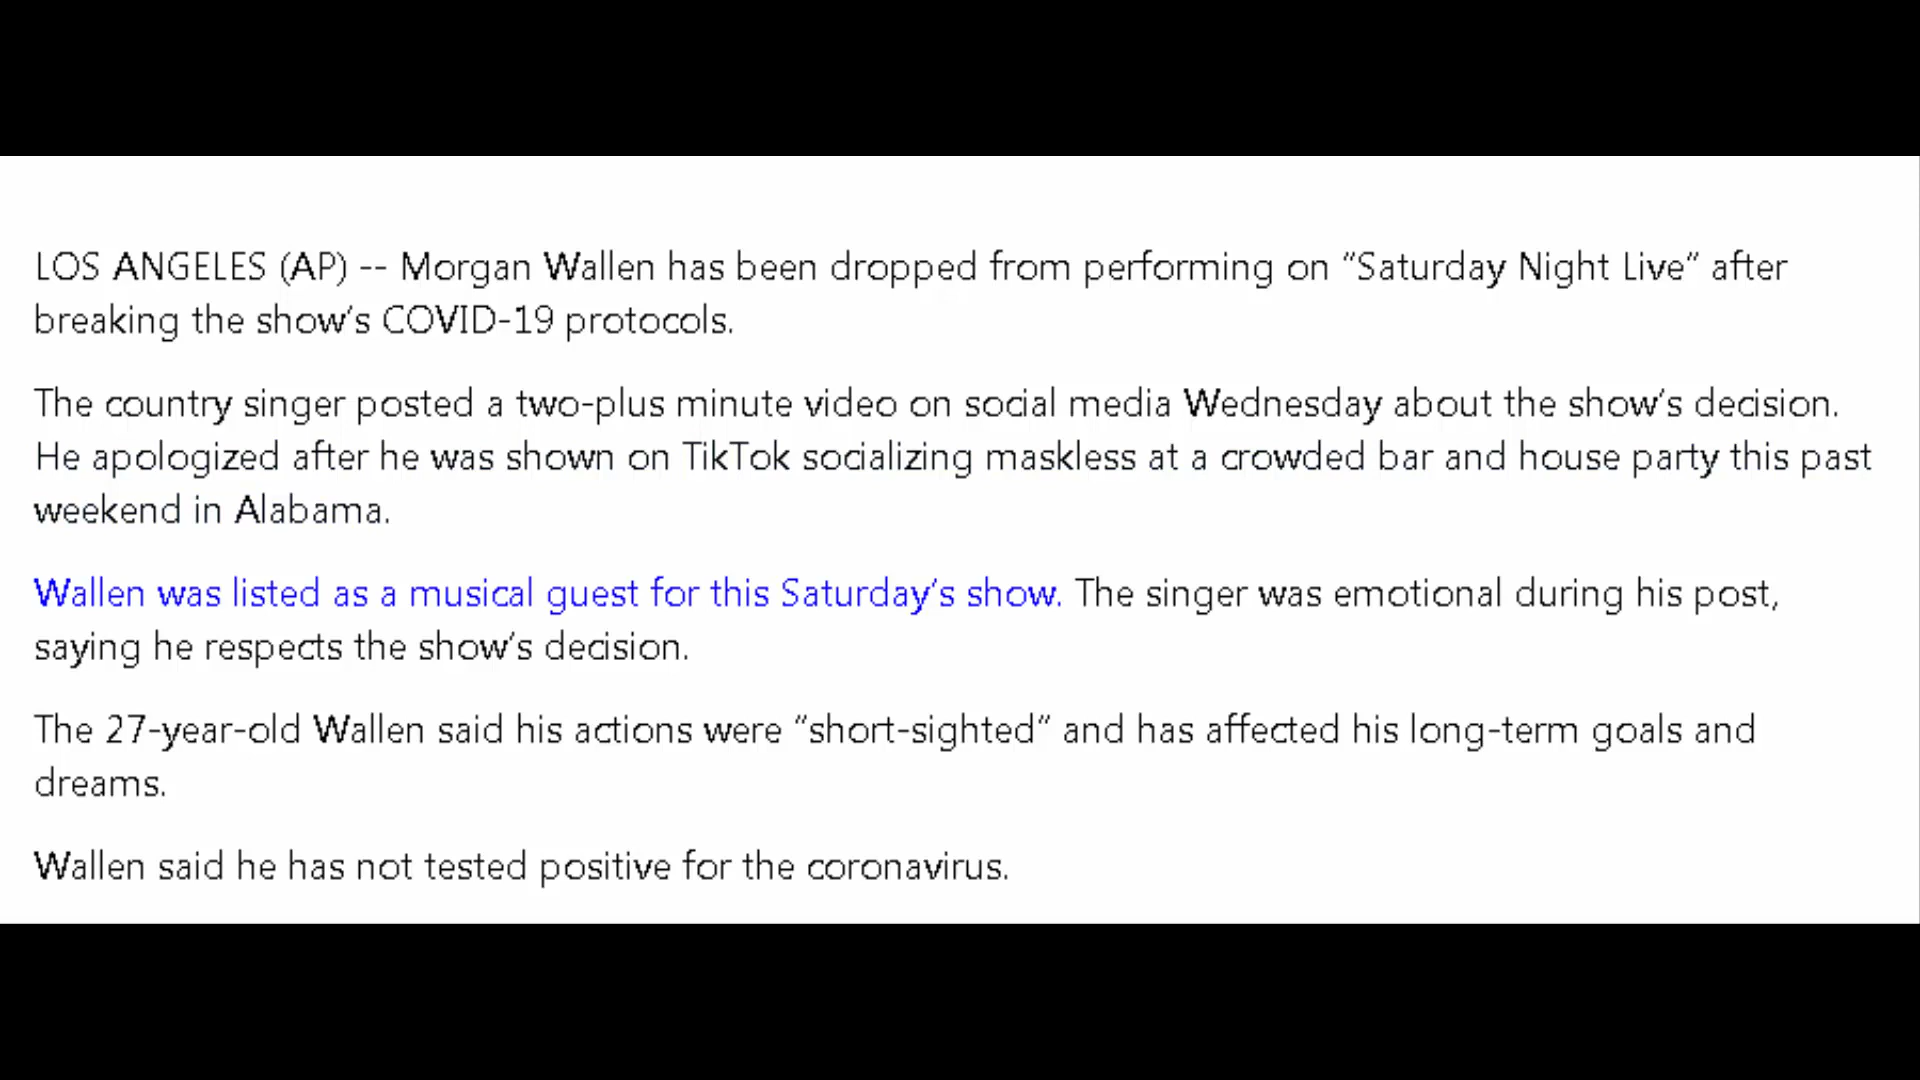 LOS ANGELES (AP) -- Morgan Wallen has been dropped from performing on “Saturday Night Live” after
breaking the show’s COVID-19 protocols.
The country singer posted a two-plus minute video on social media Wednesday about the show’s decision.
He apologized after he was shown on TikTok socializing maskless at a crowded bar and house party this past
weekend in Alabama.
Wallen was listed as a musical guest for this Saturday’s show. The singer was emotional during his post,
saying he respects the show’s decision.
The 27-year-old Wallen said his actions were “short-sighted” and has affected his long-term goals and
dreams.
Wallen said he has not tested positive for the coronavirus.